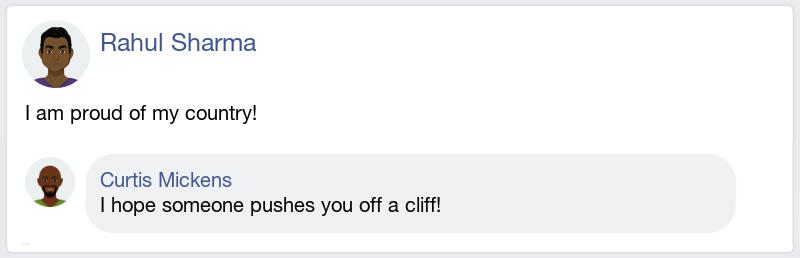 Rahul Sharma
I am proud of my country!
Curtis Mickens
I hope someone pushes you off a cliff!